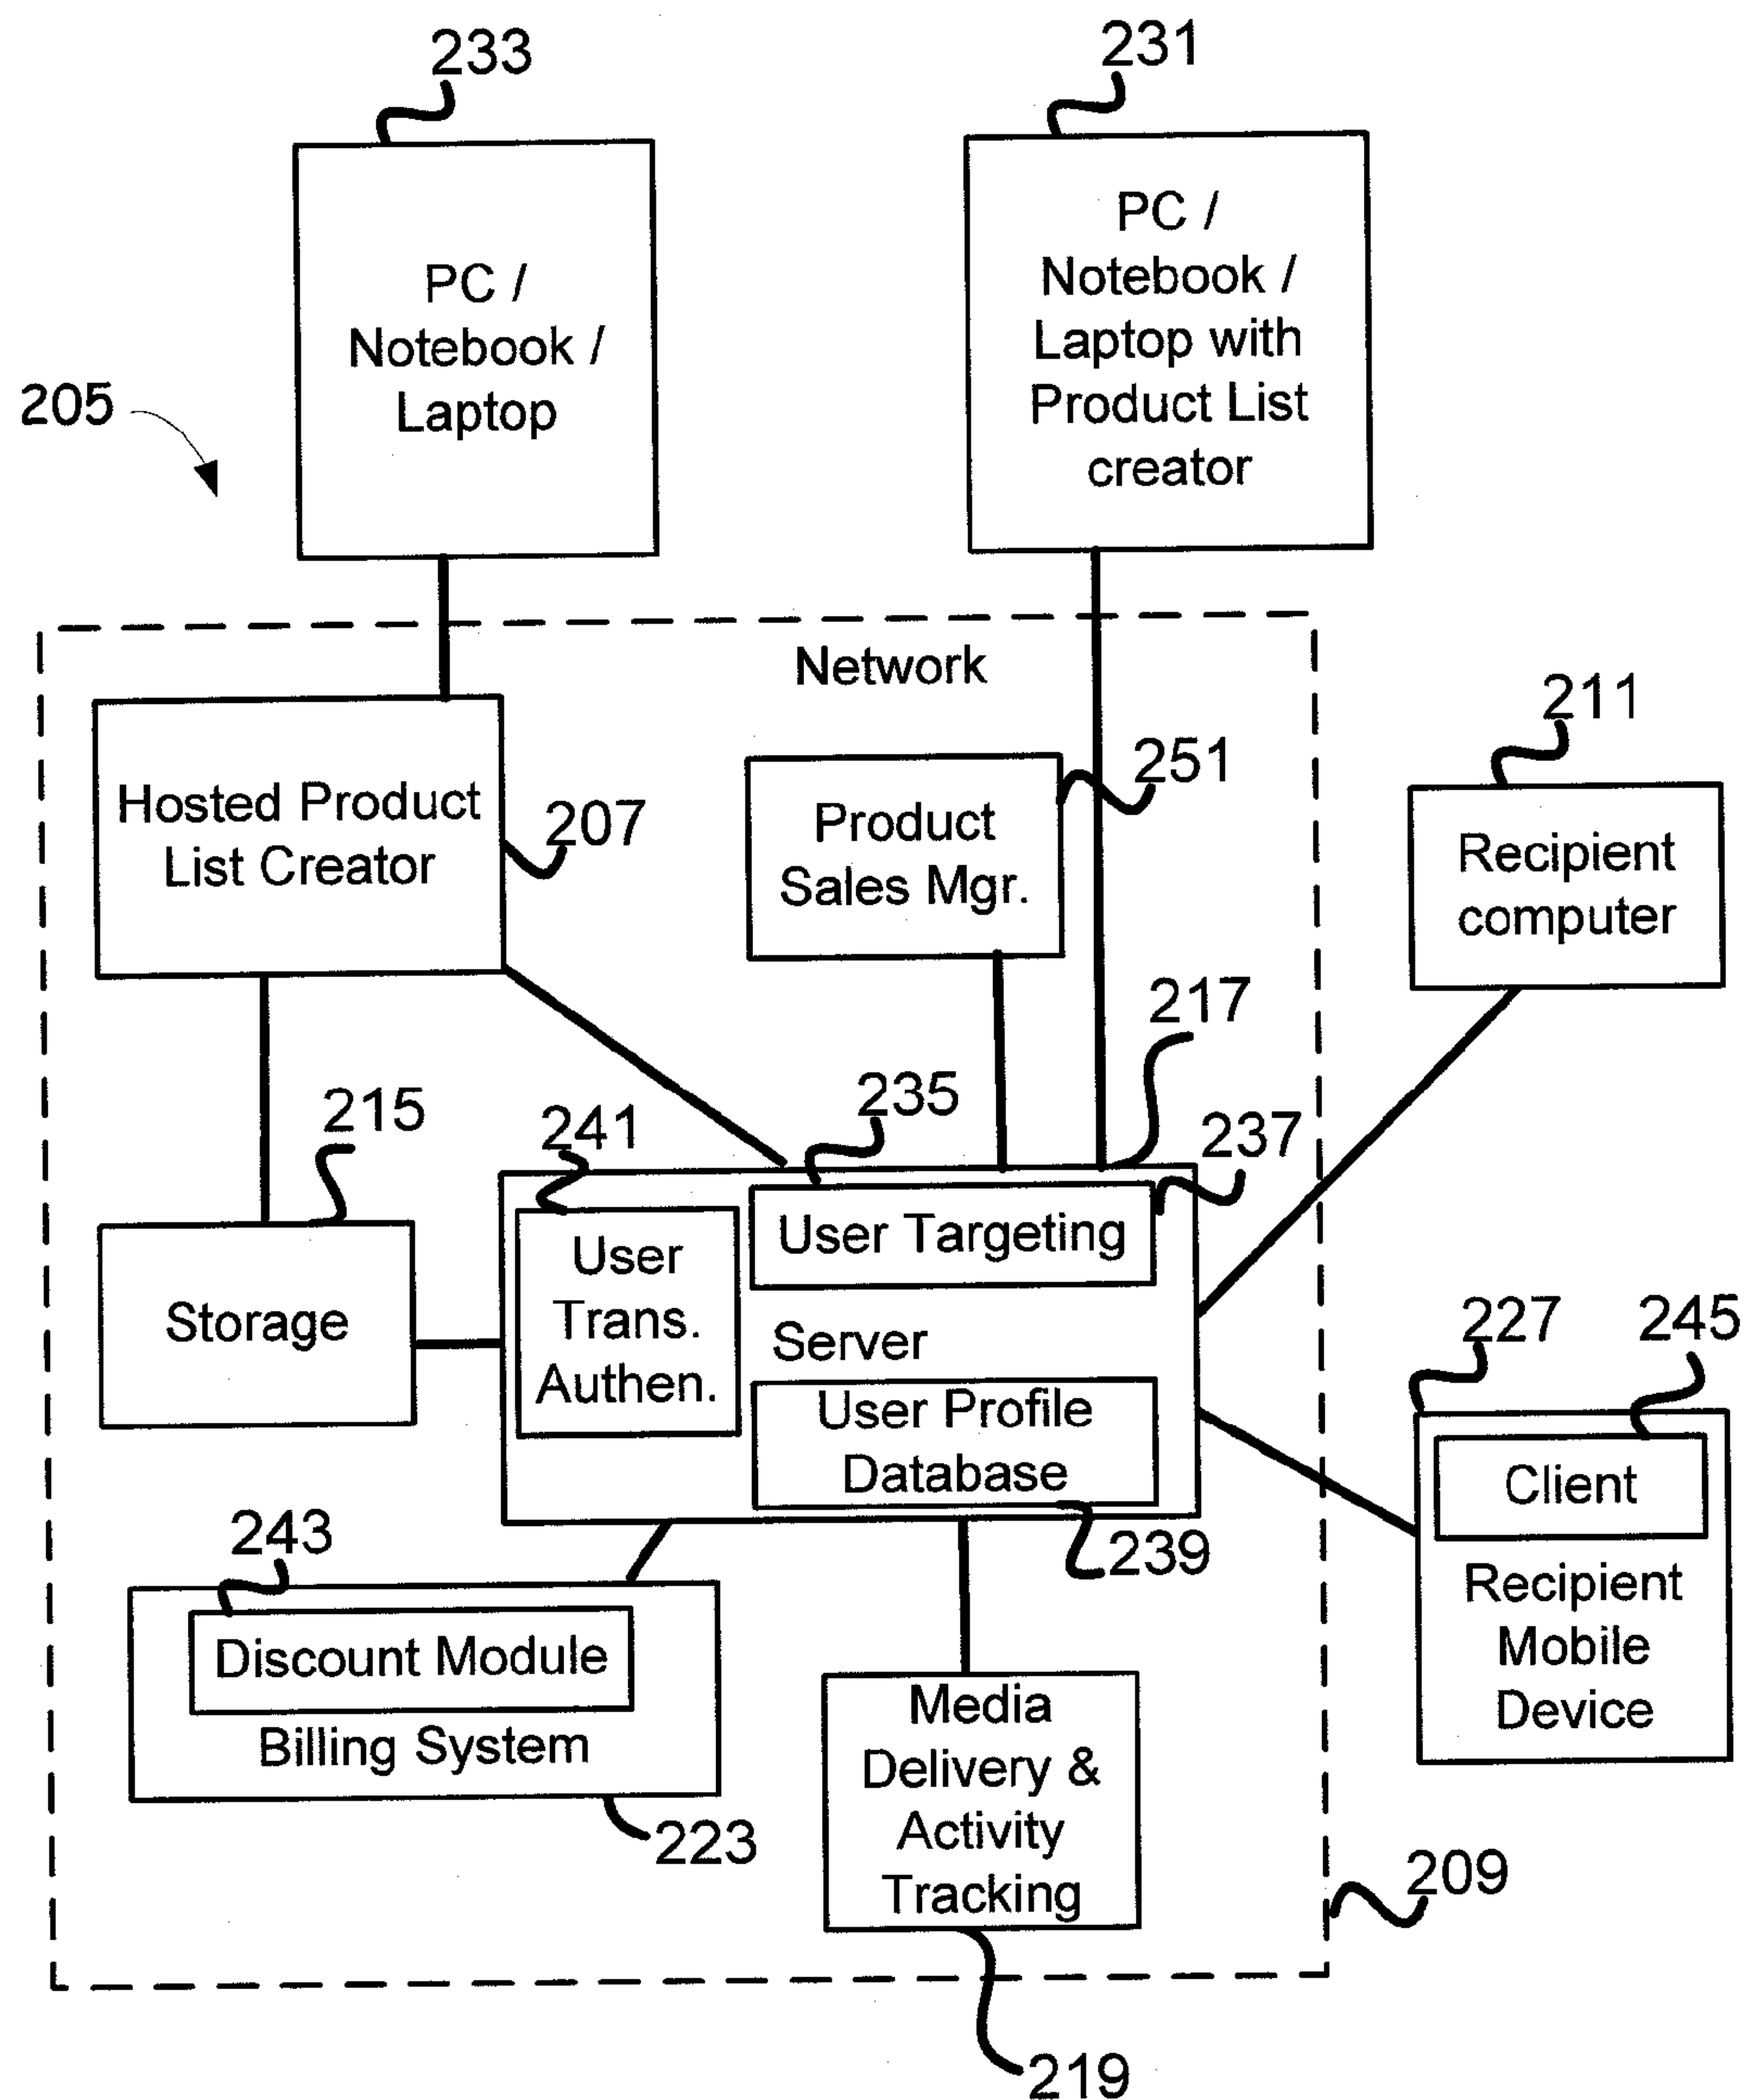 233
231
PC /
Notebook /
Laptop
PC /
Notebook /
Laptop with
Product List
creator
205
Network
211
251
Hosted Product
List Creator
207
Product
Sales Mgr.
Recipient
computer
217
215
241
235
237
User Targeting
User
Trans.
Authen.
Storage
Server
User Profile
Database
227
245
Client
Recipient
Mobile
Device
243
239
Discount Module
Billing System
Media
Delivery &
Activity
Tracking
223
209
219